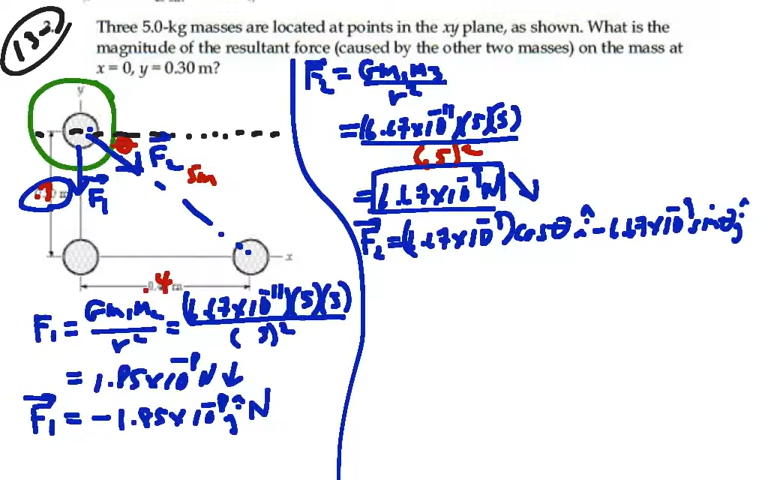 13-2.
Three 5.0-kg masses are located at points in the xy plane, as shown. What is the
magnitude of the resultant force (caused by the other two masses) on the mass at
x = 0, y = 0.30 m?
y
θ
F₂
.5m
.3
F₁
x
.4 m
F₁ = Gm₁m₂/r² = (6.67×10⁻¹¹)(5)(5)/(.3)²
= 1.85×10⁻⁸ N ↓
F₁ = -1.85×10⁻⁸ ĵ N
F₂ = Gm₁m₃/r²
= (6.67×10⁻¹¹)(5)(5)/(.5)²
= 6.67×10⁻⁹ N ↘
F₂ = (6.67×10⁻⁹) cosθ î - 6.67×10⁻⁹ sinθ ĵ